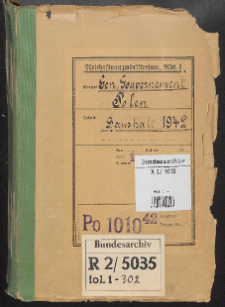 Reichsfinanzministerium, Abt. I
Gen. Gouvernement
Polen
Haushalt 1942
Bundesarchiv
R 2/ 5035
Po 1010 42
Bundesarchiv
R 2/ 5035
fol. 1 - 302